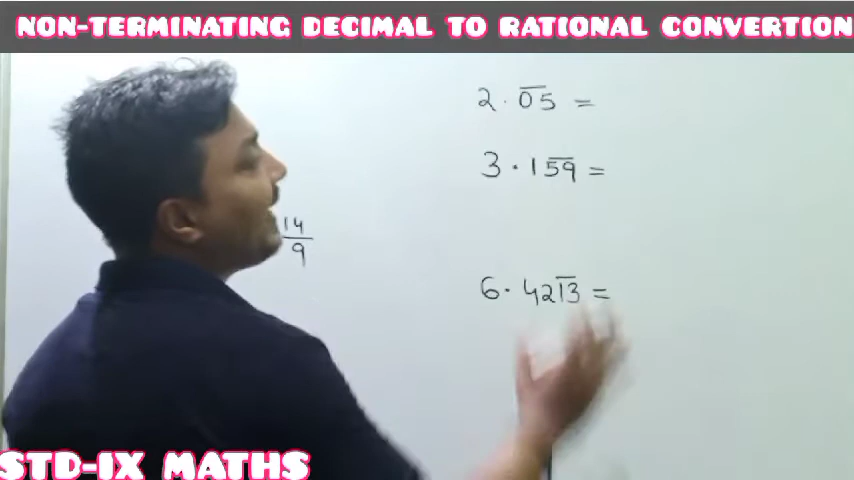 NON-TERMINATING DECIMAL TO RATIONAL CONVERTION
2.0̅5̅ =
3.15̅9̅ =
14
9
6.421̅3̅ =
STD-IX MATHS